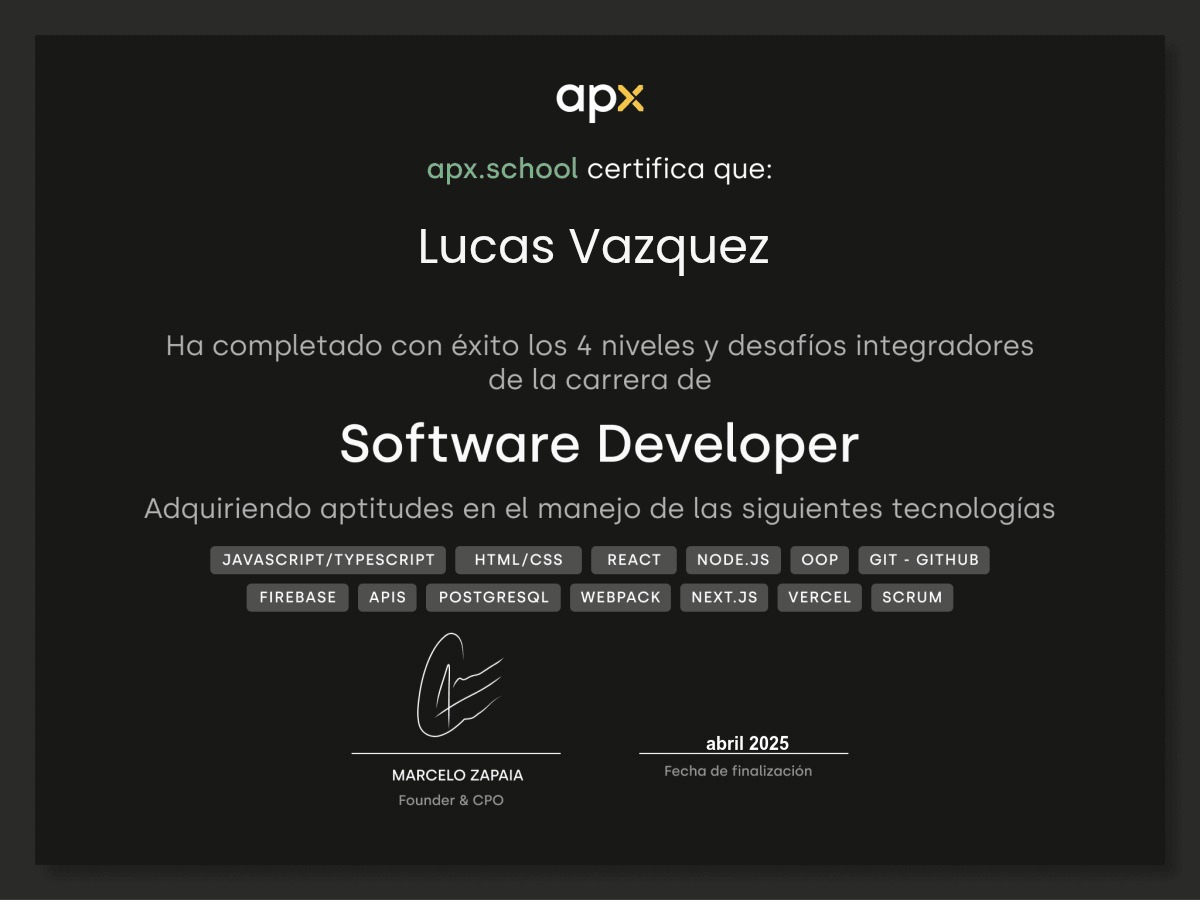 apx
apx.school certifica que:
Lucas Vazquez
Ha completado con éxito los 4 niveles y desafíos integradores
de la carrera de
Software Developer
Adquiriendo aptitudes en el manejo de las siguientes tecnologías
JAVASCRIPT/TYPESCRIPT HTML/CSS REACT NODE.JS OOP GIT - GITHUB
FIREBASE APIS POSTGRESQL WEBPACK NEXT.JS VERCEL SCRUM
abril 2025
MARCELO ZAPAIA
Fecha de finalización
Founder & CPO